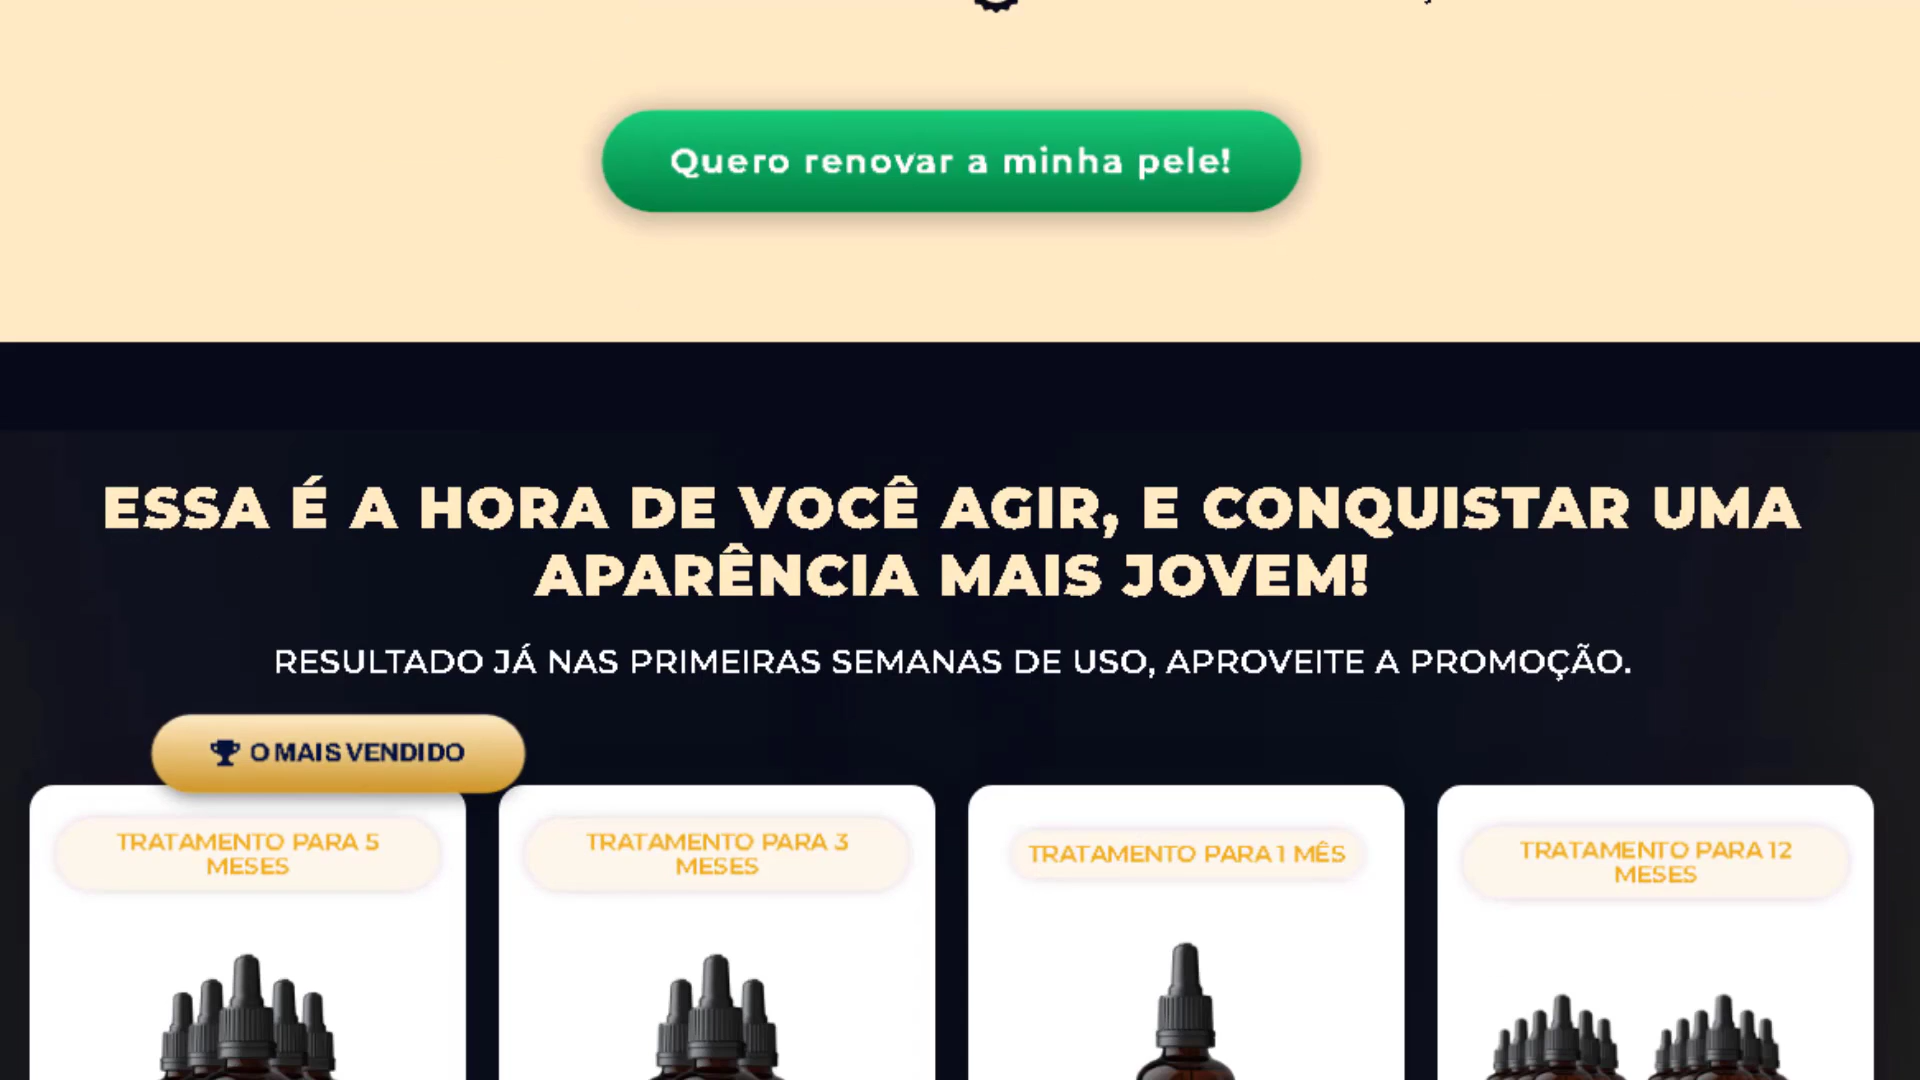 Quero renovar a minha pele!
ESSA É A HORA DE VOCÊ AGIR, E CONQUISTAR UMA
APARÊNCIA MAIS JOVEM!
RESULTADO JÁ NAS PRIMEIRAS SEMANAS DE USO, APROVEITE A PROMOÇÃO.
O MAIS VENDIDO
TRATAMENTO PARA 5
MESES
TRATAMENTO PARA 3
MESES
TRATAMENTO PARA 1 MÊS
TRATAMENTO PARA 12
MESES